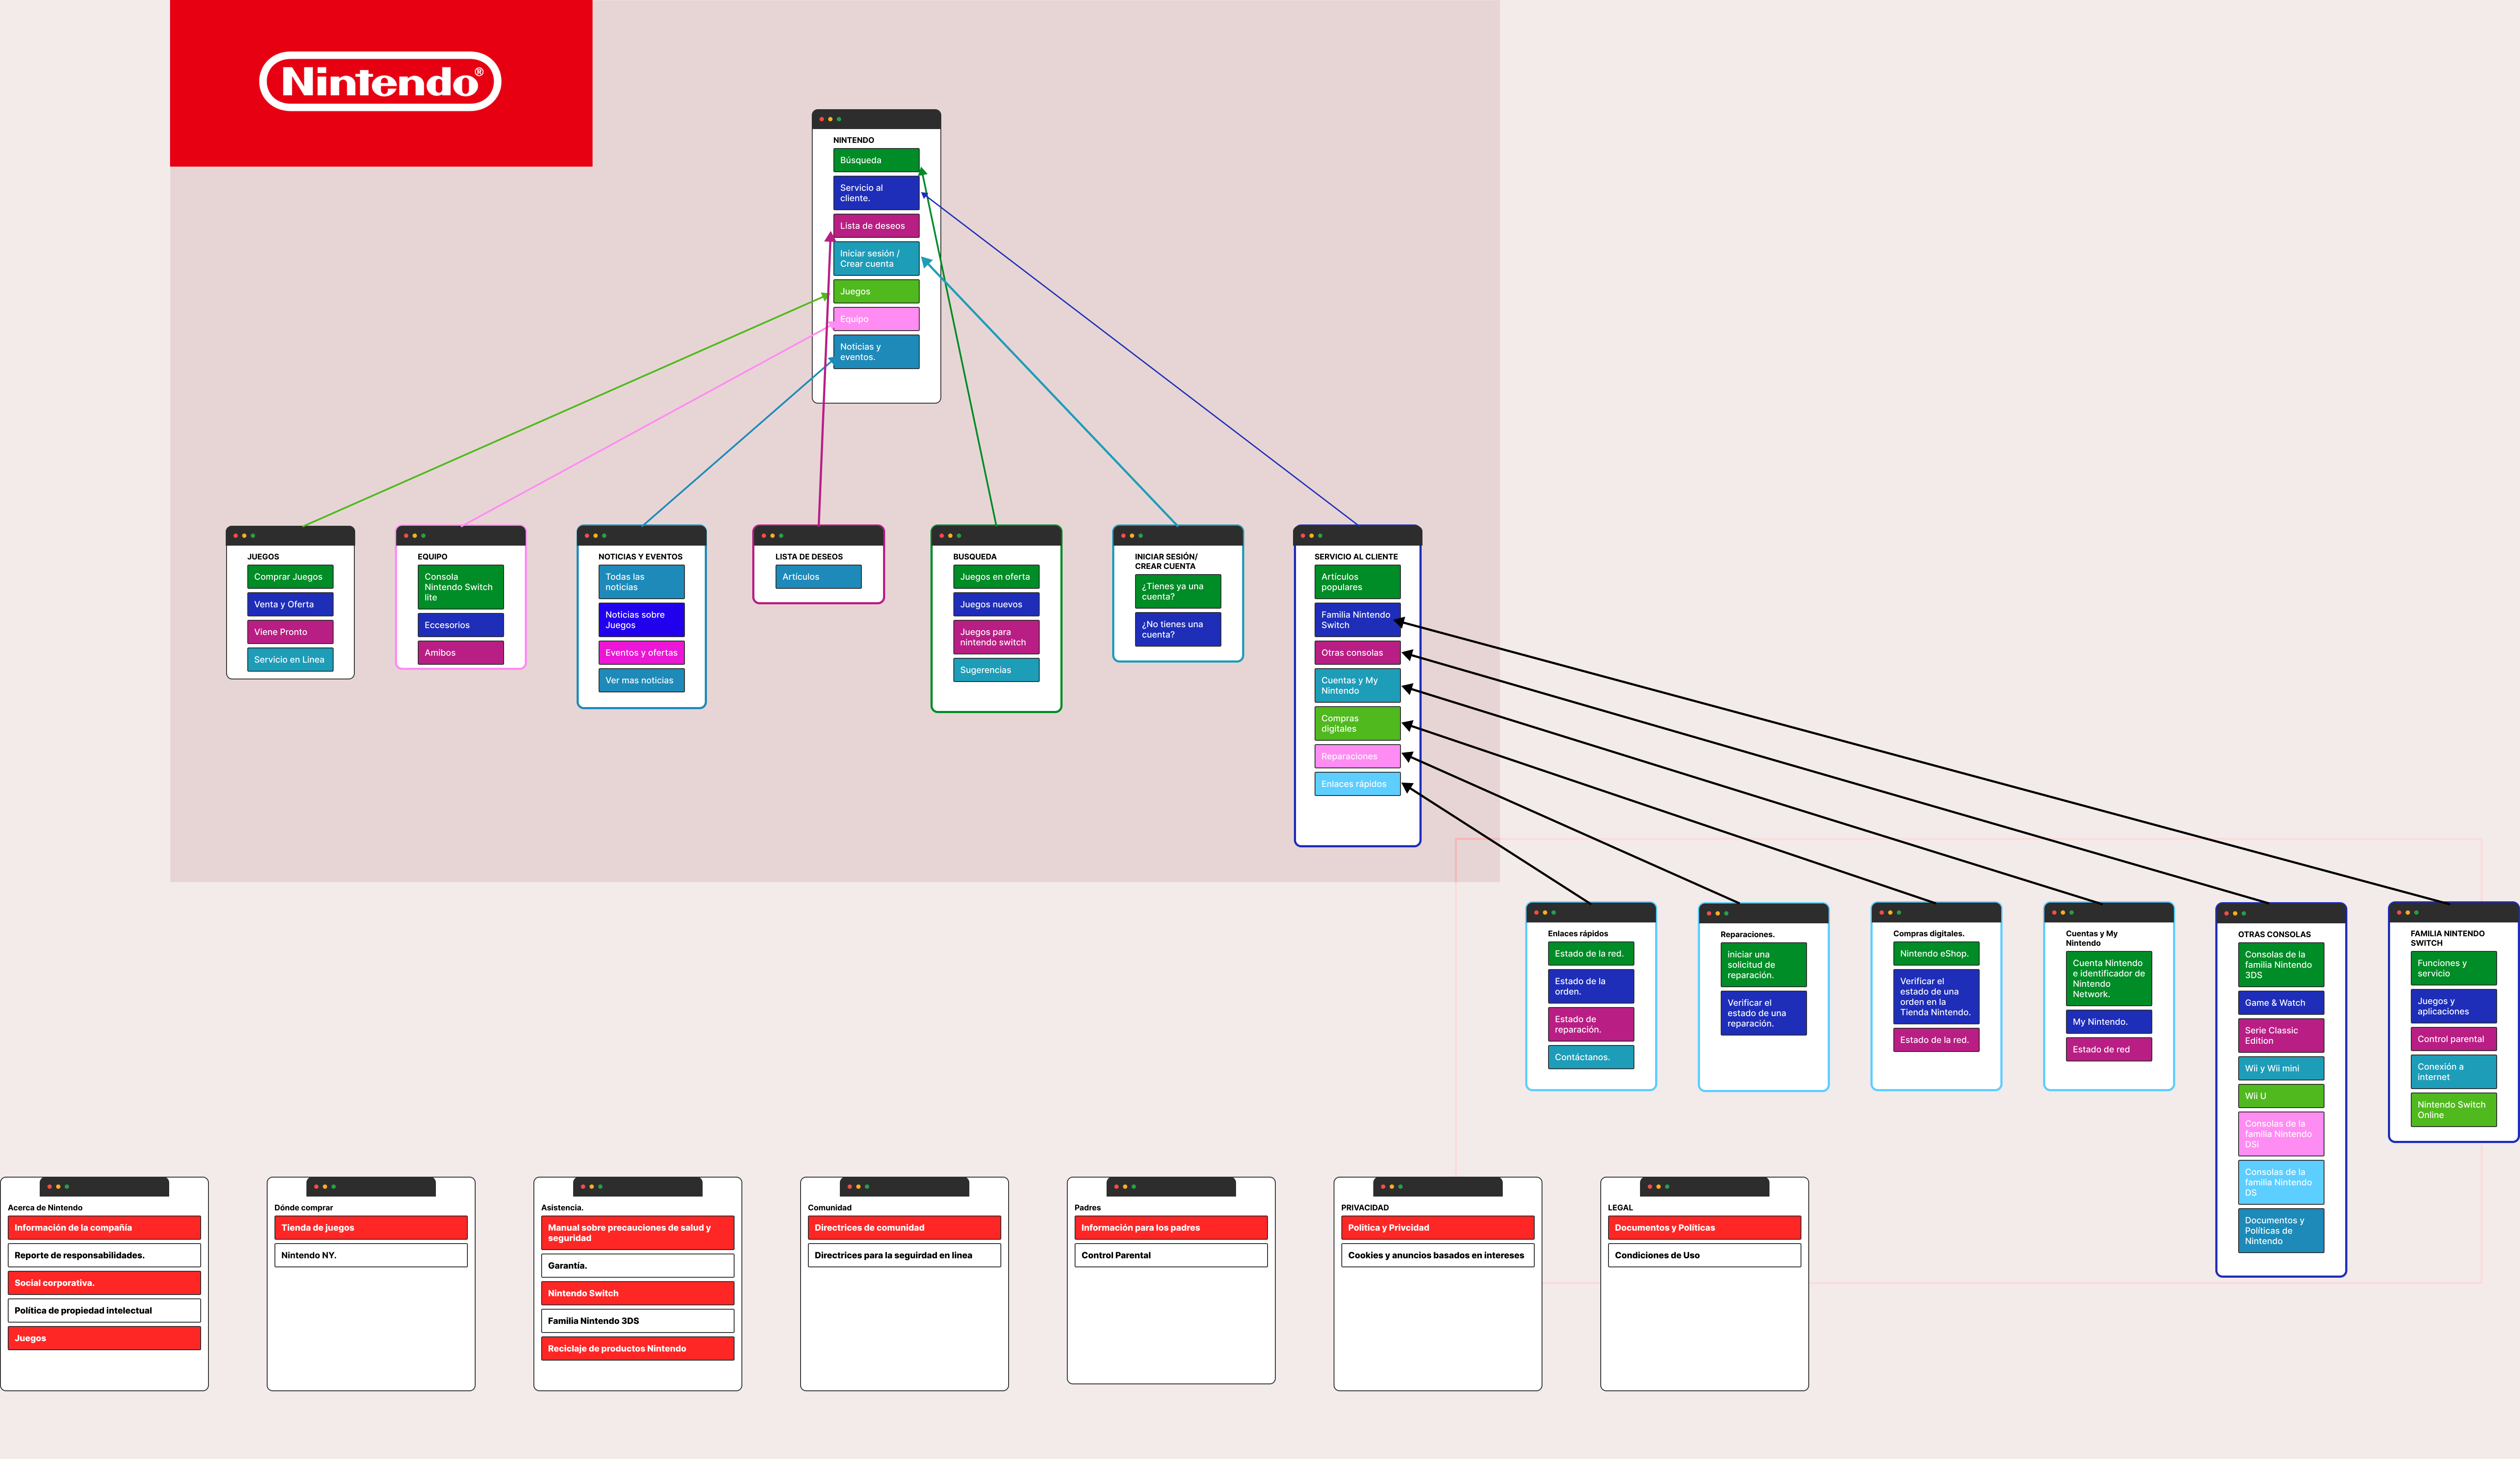 Nintendo®
NINTENDO
Búsqueda
Servicio al
cliente.
Lista de deseos
Iniciar sesión /
Crear cuenta
Juegos
Equipo
Noticias y
eventos.
JUEGOS
Comprar Juegos
Venta y Oferta
Viene Pronto
Servicio en Linea
EQUIPO
Consola
Nintendo Switch
lite
Eccesorios
Amibos
NOTICIAS Y EVENTOS
Todas las
noticias
Noticias sobre
Juegos
Eventos y ofertas
Ver mas noticias
LISTA DE DESEOS
Artículos
BUSQUEDA
Juegos en oferta
Juegos nuevos
Juegos para
nintendo switch
Sugerencias
INICIAR SESIÓN/
CREAR CUENTA
¿Tienes ya una
cuenta?
¿No tienes una
cuenta?
SERVICIO AL CLIENTE
Artículos
populares
Familia Nintendo
Switch
Otras consolas
Cuentas y My
Nintendo
Compras
digitales
Reparaciones
Enlaces rápidos
Enlaces rápidos
Estado de la red.
Estado de la
orden.
Estado de
reparación.
Contáctanos.
Reparaciones.
iniciar una
solicitud de
reparación.
Verificar el
estado de una
reparación.
Compras digitales.
Nintendo eShop.
Verificar el
estado de una
orden en la
Tienda Nintendo.
Estado de la red.
Cuentas y My
Nintendo
Cuenta Nintendo
e identificador de
Nintendo
Network.
My Nintendo.
Estado de red
OTRAS CONSOLAS
Consolas de la
familia Nintendo
3DS
Game & Watch
Serie Classic
Edition
Wii y Wii mini
Wii U
Consolas de la
familia Nintendo
DSi
Consolas de la
familia Nintendo
DS
Documentos y
Políticas de
Nintendo
FAMILIA NINTENDO
SWITCH
Funciones y
servicio
Juegos y
aplicaciones
Control parental
Conexión a
internet
Nintendo Switch
Online
Acerca de Nintendo
Información de la compañía
Reporte de responsabilidades.
Social corporativa.
Política de propiedad intelectual
Juegos
Dónde comprar
Tienda de juegos
Nintendo NY.
Asistencia.
Manual sobre precauciones de salud y
seguridad
Garantía.
Nintendo Switch
Familia Nintendo 3DS
Reciclaje de productos Nintendo
Comunidad
Directrices de comunidad
Directrices para la seguirdad en linea
Padres
Información para los padres
Control Parental
PRIVACIDAD
Politica y Privcidad
Cookies y anuncios basados en intereses
LEGAL
Documentos y Políticas
Condiciones de Uso